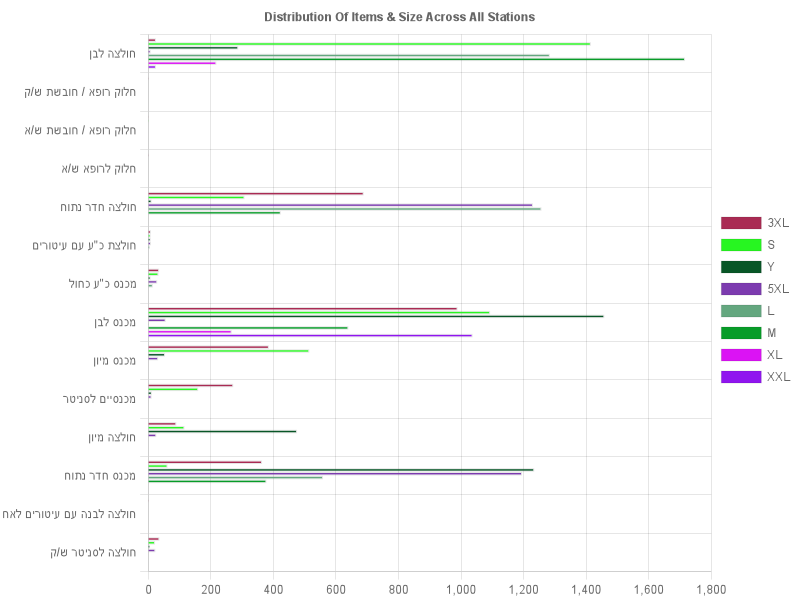 Distribution Of Items & Size Across All Stations
חולצה לבן
חלוק רופא / חובשת ש/ק
חלוק רופא / חובשת ש/א
חלוק לרופא ש/א
חולצה חדר נתוח
חולצת כ"ע עם עיטורים
מכנס כ"ע כחול
מכנס לבן
מכנס מיון
מכנסיים לסניטר
חולצה מיון
מכנס חדר נתוח
חולצה לבנה עם עיטורים לאח
חולצה לסניטר ש/ק
0 200 400 600 800 1,000 1,200 1,400 1,600 1,800
3XL
S
Y
5XL
L
M
XL
XXL